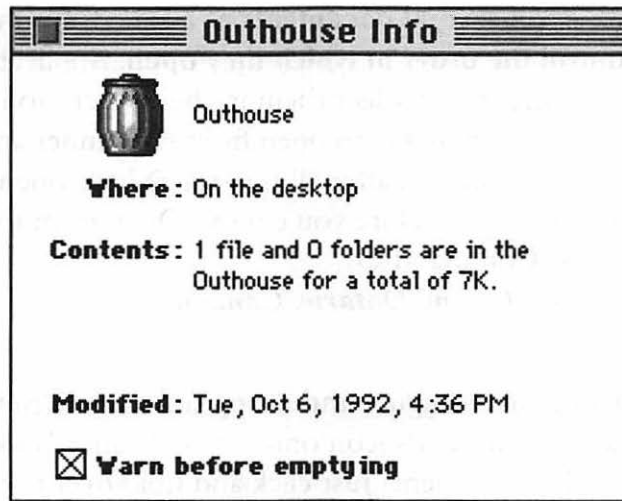 Outhouse Info
Outhouse
Where: On the desktop
Contents: 1 file and 0 folders are in the
Outhouse for a total of 7K.
Modified: Tue, Oct 6, 1992, 4:36 PM
Warn before emptying